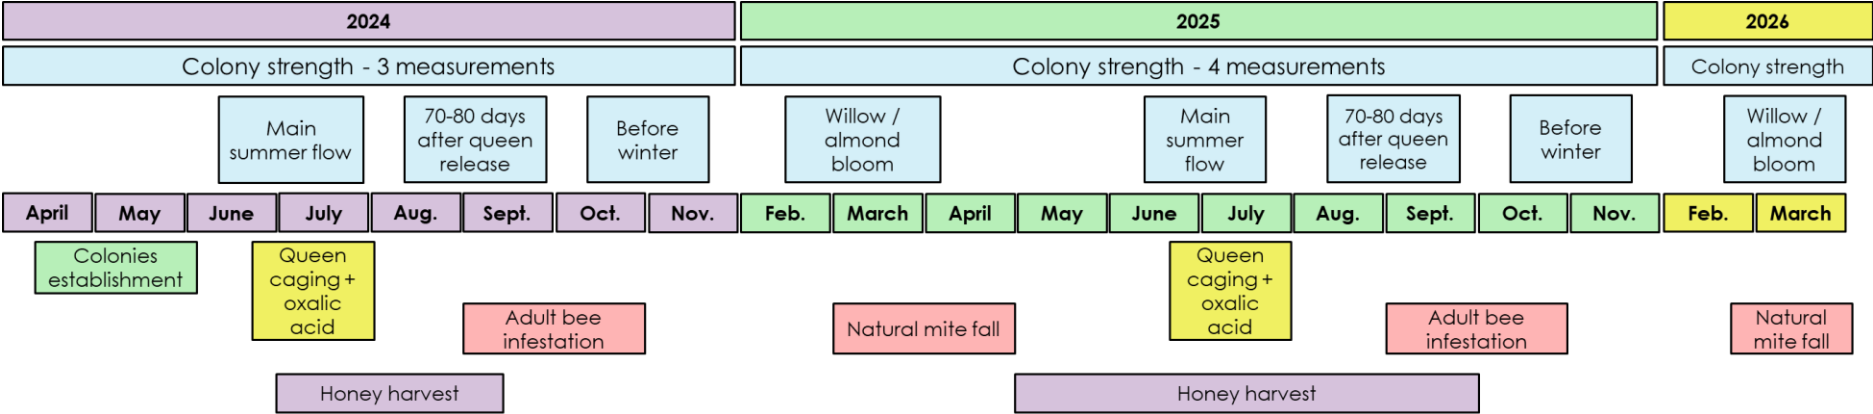 2024
2025
2026
Colony strength - 3 measurements
Colony strength - 4 measurements
Colony strength
Main
summer flow
70-80 days
after queen
release
Before
winter
Willow /
almond
bloom
Main
summer
flow
70-80 days
after queen
release
Before
winter
Willow /
almond
bloom
April
May
June
July
Aug.
Sept.
Oct.
Nov.
Feb.
March
April
May
June
July
Aug.
Sept.
Oct.
Nov.
Feb.
March
Colonies
establishment
Queen
caging +
oxalic
acid
Queen
caging +
oxalic
acid
Adult bee
infestation
Natural mite fall
Adult bee
infestation
Natural
mite fall
Honey harvest
Honey harvest